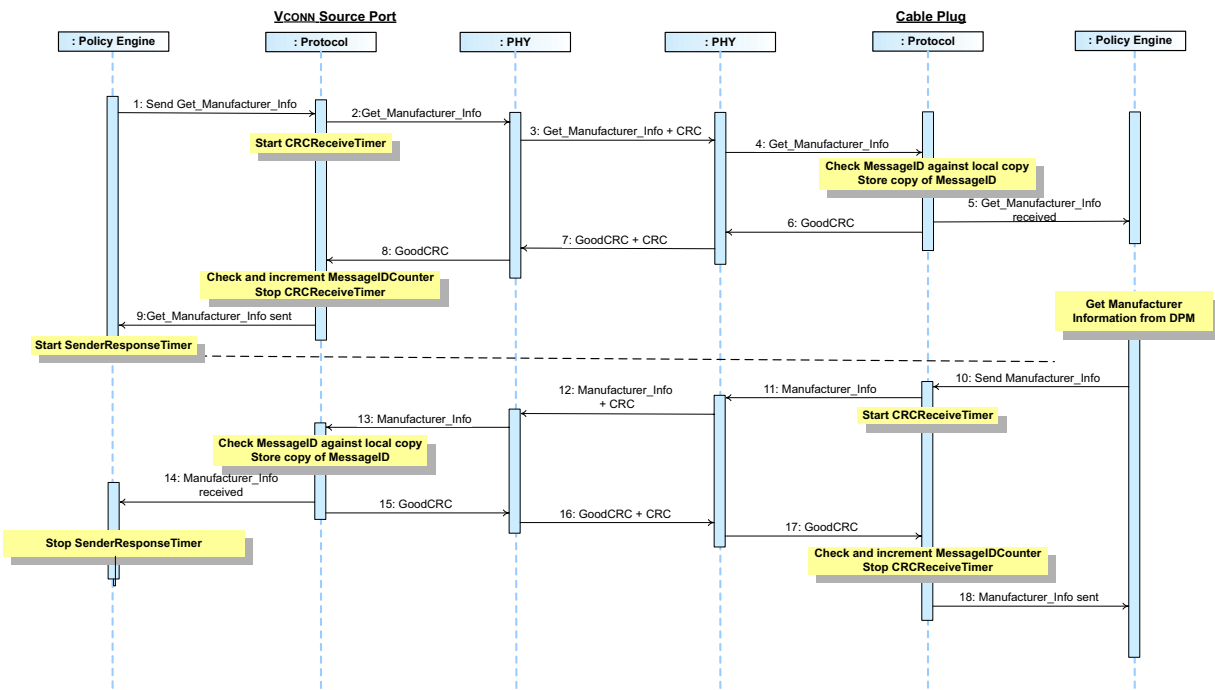 VCONN Source Port
Cable Plug
: Policy Engine
: Protocol
: PHY
: PHY
: Protocol
: Policy Engine
1: Send Get_Manufacturer_Info
2:Get_Manufacturer_Info
Start CRCReceiveTimer
3: Get_Manufacturer_Info + CRC
4: Get_Manufacturer_Info
Check MessageID against local copy
Store copy of MessageID
5: Get_Manufacturer_Info
received
6: GoodCRC
7: GoodCRC + CRC
8: GoodCRC
Check and increment MessageIDCounter
Stop CRCReceiveTimer
9:Get_Manufacturer_Info sent
Start SenderResponseTimer
Get Manufacturer
Information from DPM
10: Send Manufacturer_Info
11: Manufacturer_Info
Start CRCReceiveTimer
12: Manufacturer_Info
+ CRC
13: Manufacturer_Info
Check MessageID against local copy
Store copy of MessageID
14: Manufacturer_Info
received
15: GoodCRC
16: GoodCRC + CRC
17: GoodCRC
Stop SenderResponseTimer
Check and increment MessageIDCounter
Stop CRCReceiveTimer
18: Manufacturer_Info sent